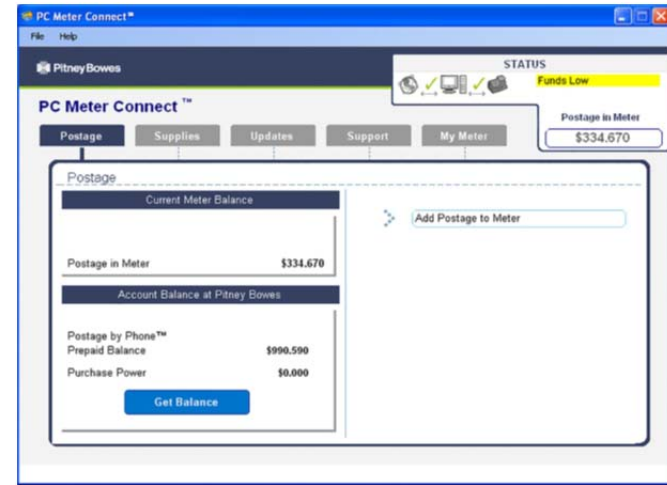 PC Meter Connect™
File Help
Pitney Bowes
STATUS
Funds Low
PC Meter Connect ™
Postage in Meter
$334.670
Postage Supplies Updates Support My Meter
Postage
Current Meter Balance
Add Postage to Meter
Postage in Meter $334.670
Account Balance at Pitney Bowes
Postage by Phone™
Prepaid Balance $990.590
Purchase Power $0.000
Get Balance